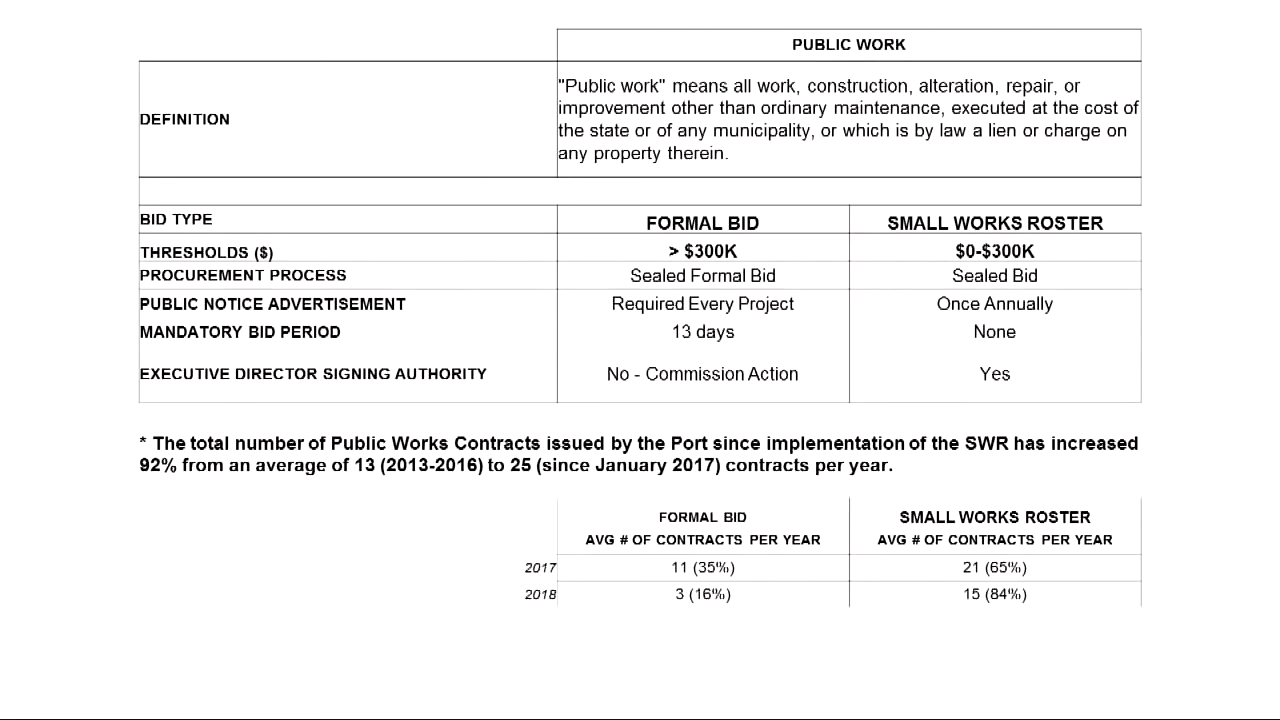 PUBLIC WORK
DEFINITION
"Public work" means all work, construction, alteration, repair, or
improvement other than ordinary maintenance, executed at the cost of
the state or of any municipality, or which is by law a lien or charge on
any property therein.
BID TYPE FORMAL BID SMALL WORKS ROSTER
THRESHOLDS ($) > $300K $0-$300K
PROCUREMENT PROCESS Sealed Formal Bid Sealed Bid
PUBLIC NOTICE ADVERTISEMENT Required Every Project Once Annually
MANDATORY BID PERIOD 13 days None
EXECUTIVE DIRECTOR SIGNING AUTHORITY No - Commission Action Yes
* The total number of Public Works Contracts issued by the Port since implementation of the SWR has increased
92% from an average of 13 (2013-2016) to 25 (since January 2017) contracts per year.
FORMAL BID SMALL WORKS ROSTER
AVG # OF CONTRACTS PER YEAR AVG # OF CONTRACTS PER YEAR
2017 11 (35%) 21 (65%)
2018 3 (16%) 15 (84%)